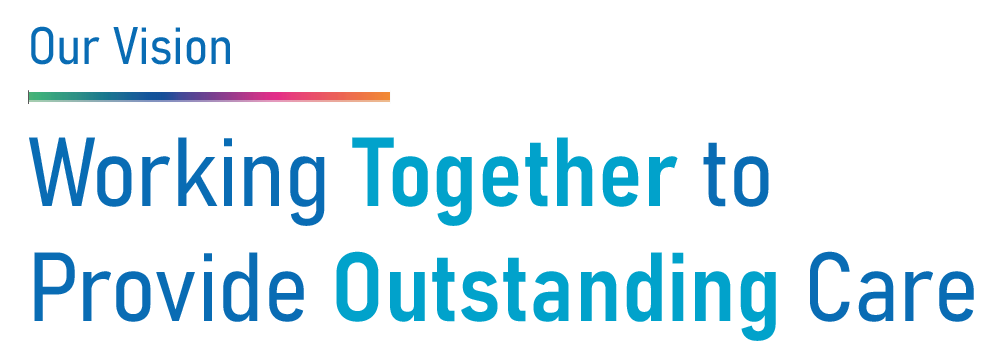 Our Vision
Working Together to
Provide Outstanding Care